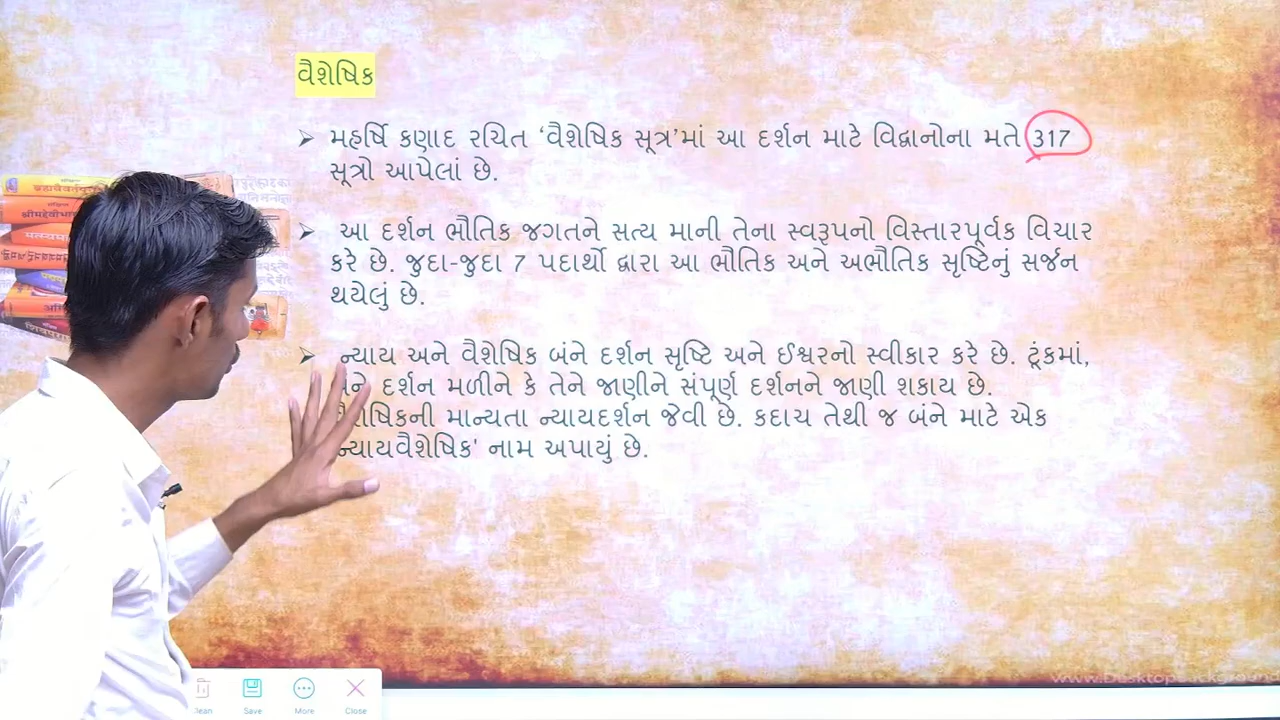 વૈશેષિક
➢ મહર્ષિ કણાદ રચિત ‘વૈશેષિક સૂત્ર’માં આ દર્શન માટે વિદ્વાનોના મતે 317
સૂત્રો આપેલાં છે.
➢ આ દર્શન ભૌતિક જગતને સત્ય માની તેના સ્વરૂપનો વિસ્તારપૂર્વક વિચાર
કરે છે. જુદા-જુદા 7 પદાર્થો દ્વારા આ ભૌતિક અને અભૌતિક સૃષ્ટિનું સર્જન
થયેલું છે.
➢ ન્યાય અને વૈશેષિક બંને દર્શન સૃષ્ટિ અને ઈશ્વરનો સ્વીકાર કરે છે. ટૂંકમાં,
દર્શન મળીને કે તેને જાણીને સંપૂર્ણ દર્શનને જાણી શકાય છે.
માન્યતા ન્યાયદર્શન જેવી છે. કદાચ તેથી જ બંને માટે એક
ન્યાયવૈશેષિક' નામ અપાયું છે.
Save More Close